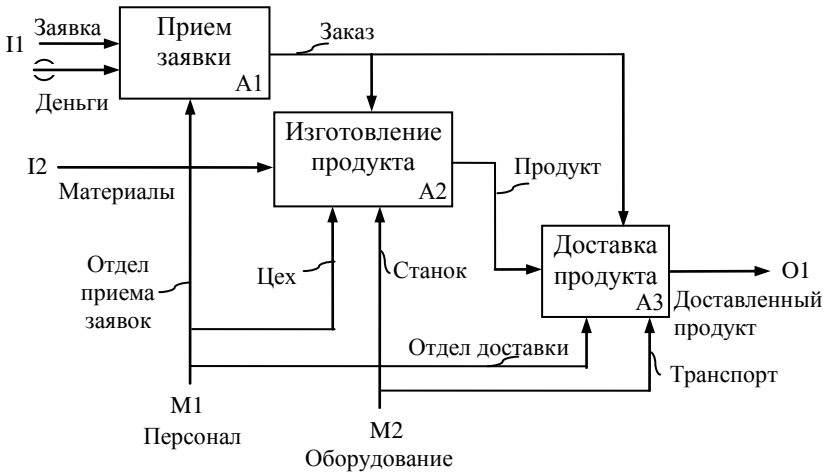 I1
Заявка
Деньги
Прием
заявки
A1
Заказ
Изготовление
продукта
A2
I2
Материалы
Продукт
Доставка
продукта
A3
O1
Доставленный
продукт
Отдел
приема
заявок
Цех
Станок
Отдел доставки
Транспорт
M1
Персонал
M2
Оборудование